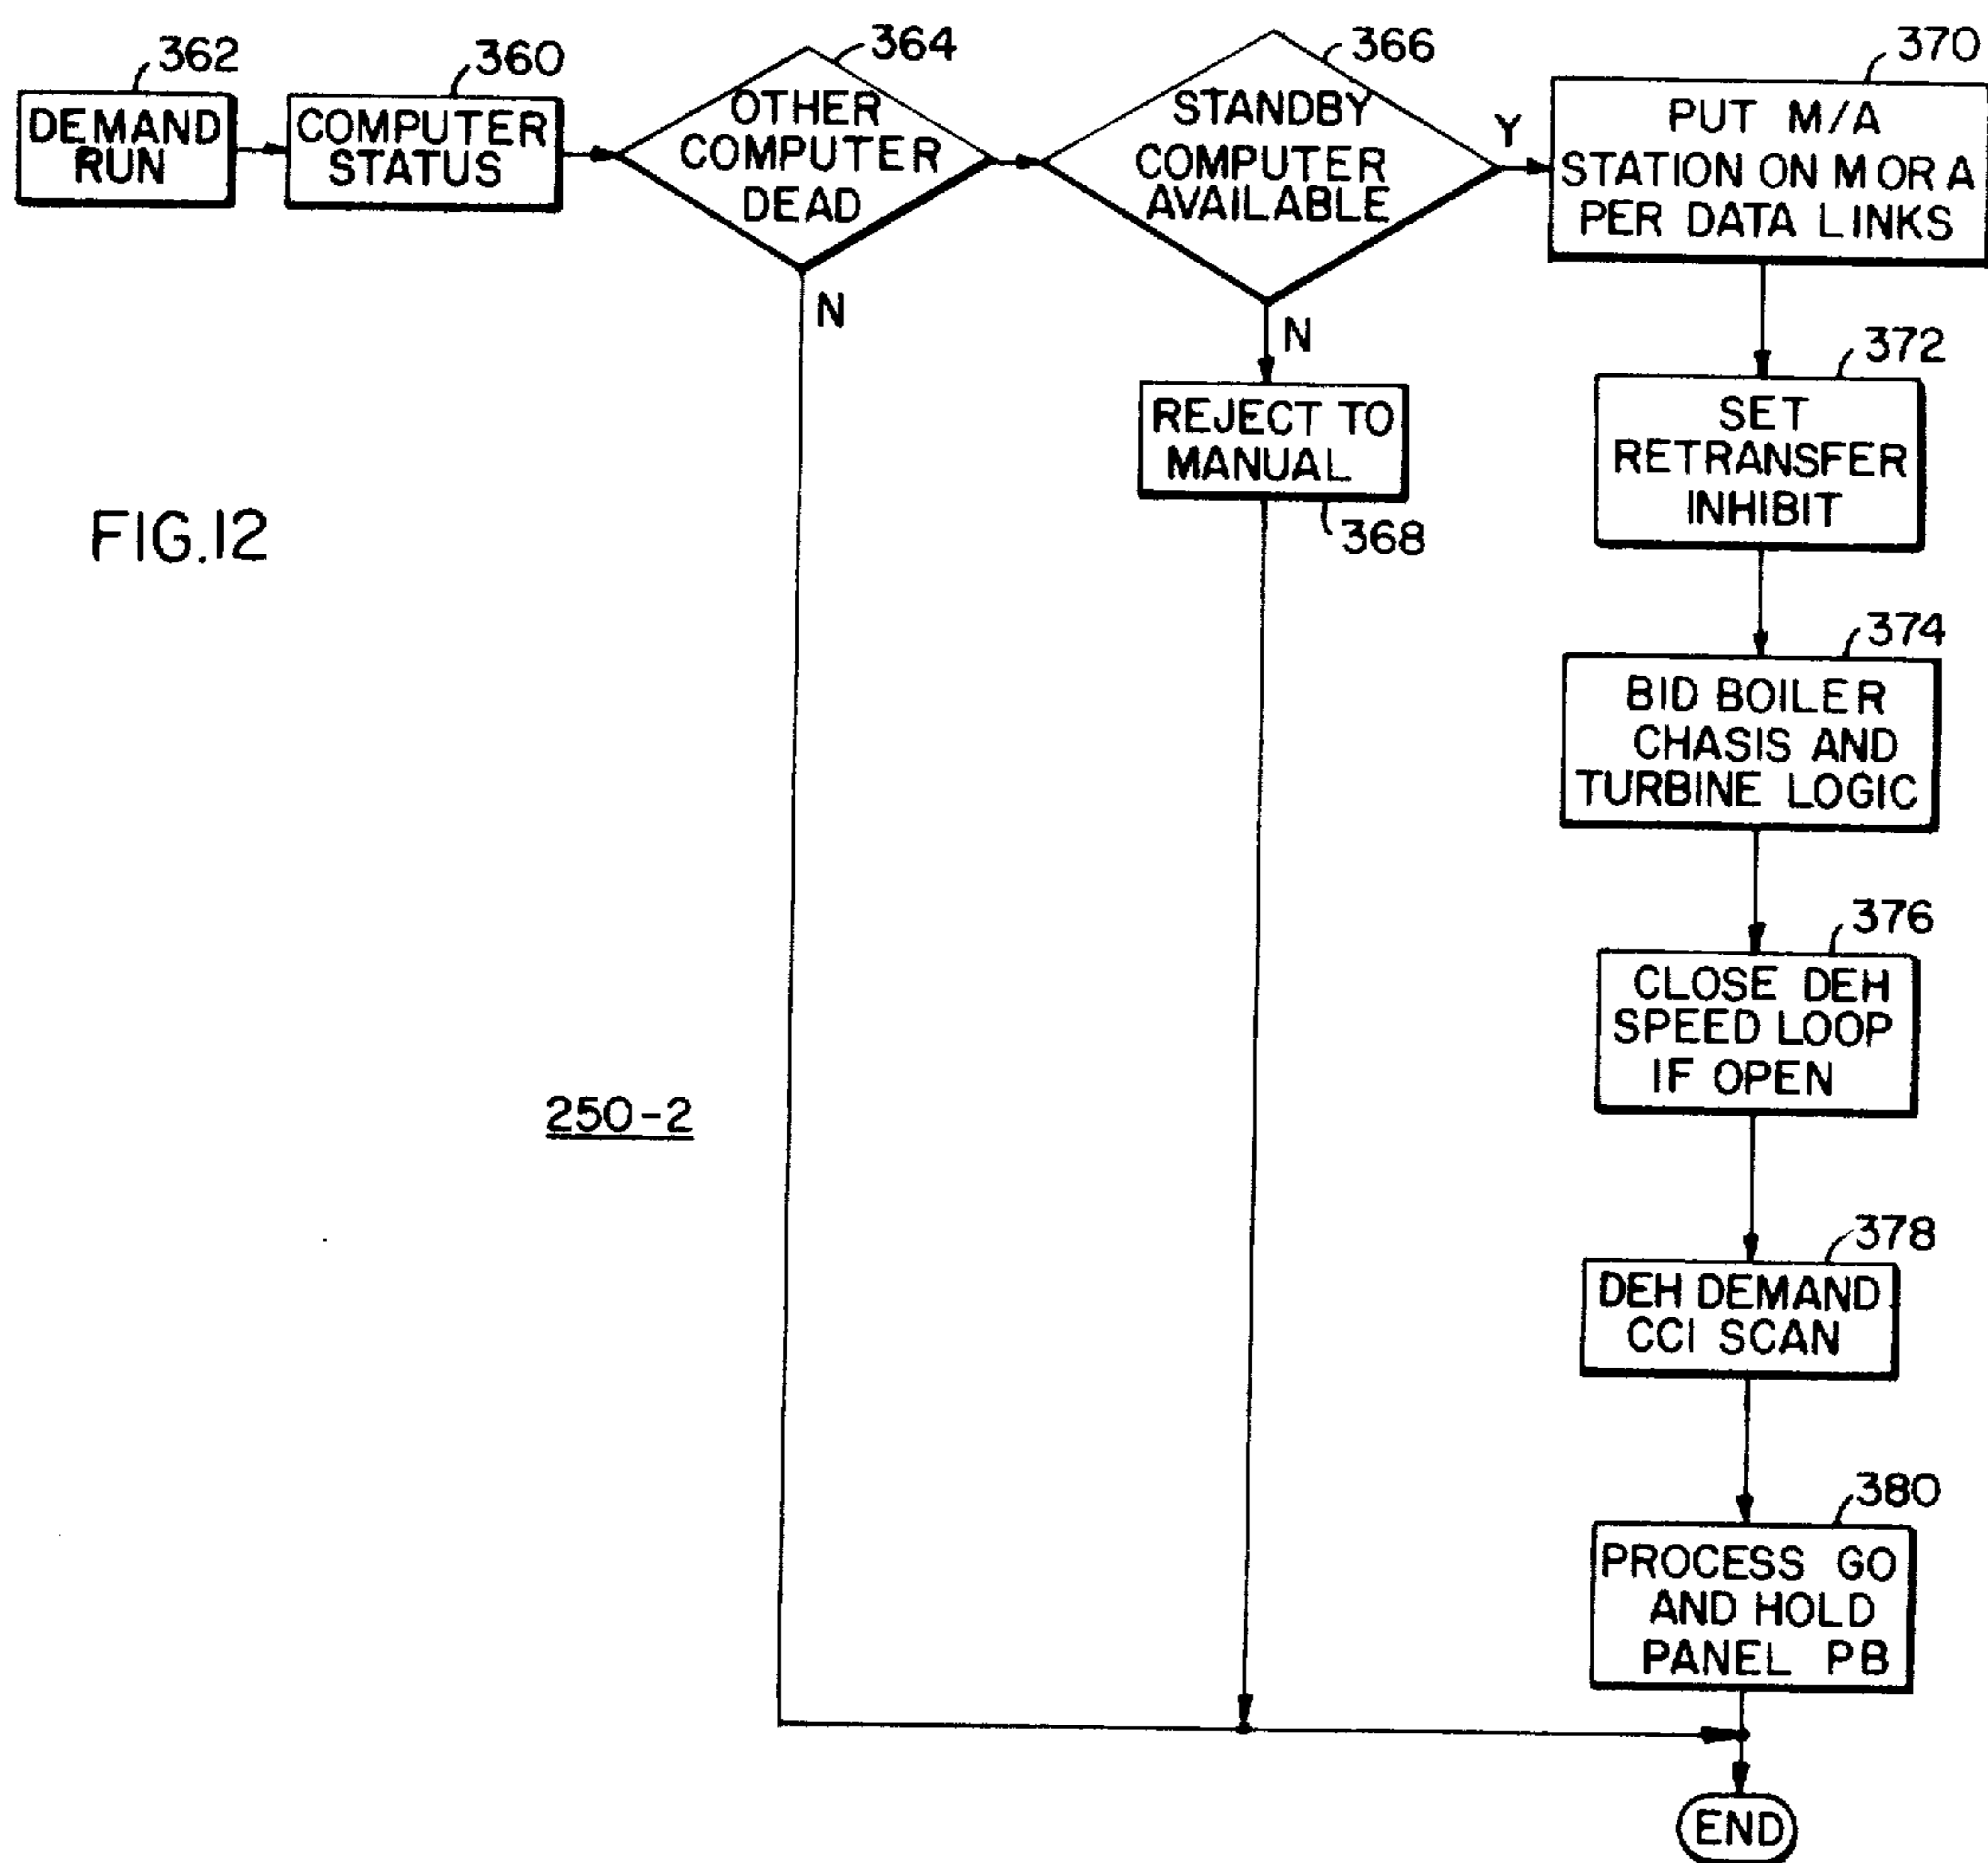 362
DEMAND
RUN
360
COMPUTER
STATUS
364
OTHER
COMPUTER
DEAD
N
366
STANDBY
COMPUTER
AVAILABLE
Y
N
REJECT TO
MANUAL
368
370
PUT M/A
STATION ON M OR A
PER DATA LINKS
372
SET
RETRANSFER
INHIBIT
374
BID BOILER
CHASIS AND
TURBINE LOGIC
376
CLOSE DEH
SPEED LOOP
IF OPEN
378
DEH DEMAND
CCI SCAN
380
PROCESS GO
AND HOLD
PANEL PB
END
FIG.12
250-2